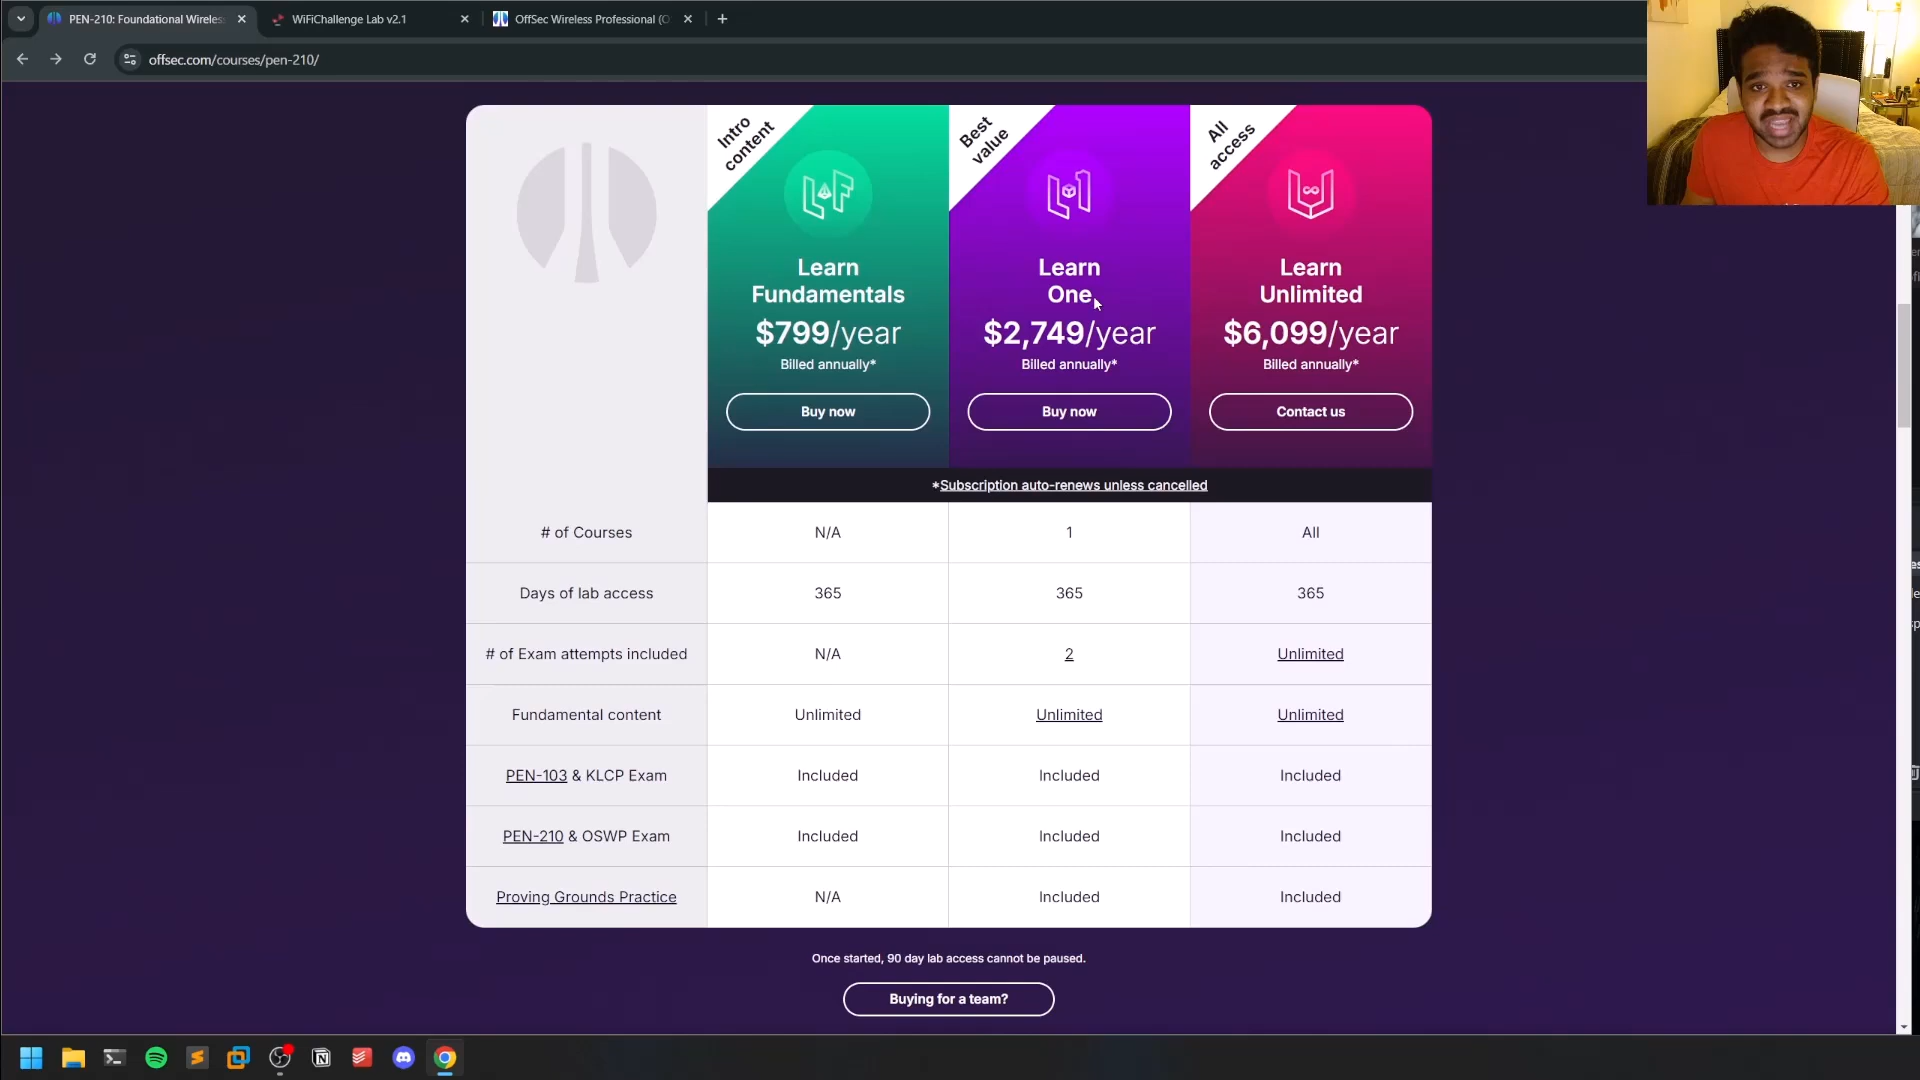 PEN-210: Foundational Wireles
WiFiChallenge Lab v2.1
OffSec Wireless Professional (O
offsec.com/courses/pen-210/
Intro
content
Best
value
All
access
Learn
Fundamentals
$799/year
Billed annually*
Buy now
Learn
One
$2,749/year
Billed annually*
Buy now
Learn
Unlimited
$6,099/year
Billed annually*
Contact us
*Subscription auto-renews unless cancelled
# of Courses N/A 1 All
Days of lab access 365 365 365
# of Exam attempts included N/A 2 Unlimited
Fundamental content Unlimited Unlimited Unlimited
PEN-103 & KLCP Exam Included Included Included
PEN-210 & OSWP Exam Included Included Included
Proving Grounds Practice N/A Included Included
Once started, 90 day lab access cannot be paused.
Buying for a team?